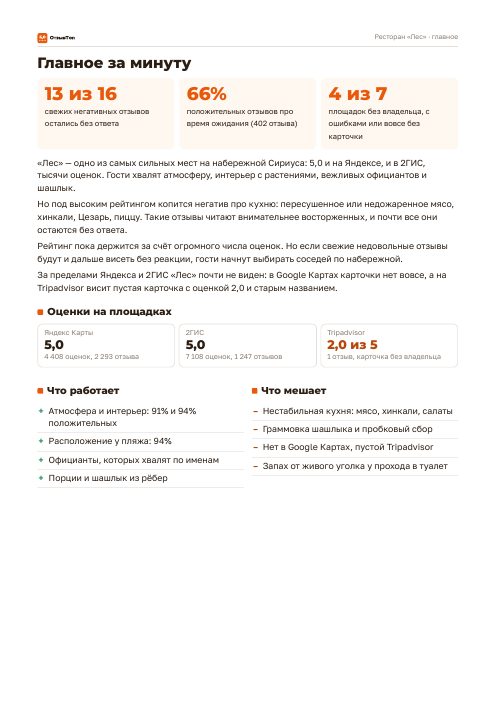 5,0
ОтзывТоп
Ресторан «Лес» · главное
Главное за минуту
13 из 16
свежих негативных отзывов
остались без ответа
66%
положительных отзывов про
время ожидания (402 отзыва)
4 из 7
площадок без владельца, с
ошибками или вовсе без
карточки
«Лес» — одно из самых сильных мест на набережной Сириуса: 5,0 и на Яндексе, и в 2ГИС,
тысячи оценок. Гости хвалят атмосферу, интерьер с растениями, вежливых официантов и
шашлык.
Но под высоким рейтингом копится негатив про кухню: пересушенное или недожаренное мясо,
хинкали, Цезарь, пиццу. Такие отзывы читают внимательнее восторженных, и почти все они
остаются без ответа.
Рейтинг пока держится за счёт огромного числа оценок. Но если свежие недовольные отзывы
будут и дальше висеть без реакции, гости начнут выбирать соседей по набережной.
За пределами Яндекса и 2ГИС «Лес» почти не виден: в Google Картах карточки нет вовсе, а на
Tripadvisor висит пустая карточка с оценкой 2,0 и старым названием.
Оценки на площадках
Яндекс Карты
5,0
4 408 оценок, 2 293 отзыва
2ГИС
5,0
7 108 оценок, 1 247 отзывов
Tripadvisor
2,0 из 5
1 отзыв, карточка без владельца
Что работает
+ Атмосфера и интерьер: 91% и 94%
положительных
+ Расположение у пляжа: 94%
+ Официанты, которых хвалят по именам
+ Порции и шашлык из рёбер
Что мешает
– Нестабильная кухня: мясо, хинкали, салаты
– Граммовка шашлыка и пробковый сбор
– Нет в Google Картах, пустой Tripadvisor
– Запах от живого уголка у прохода в туалет